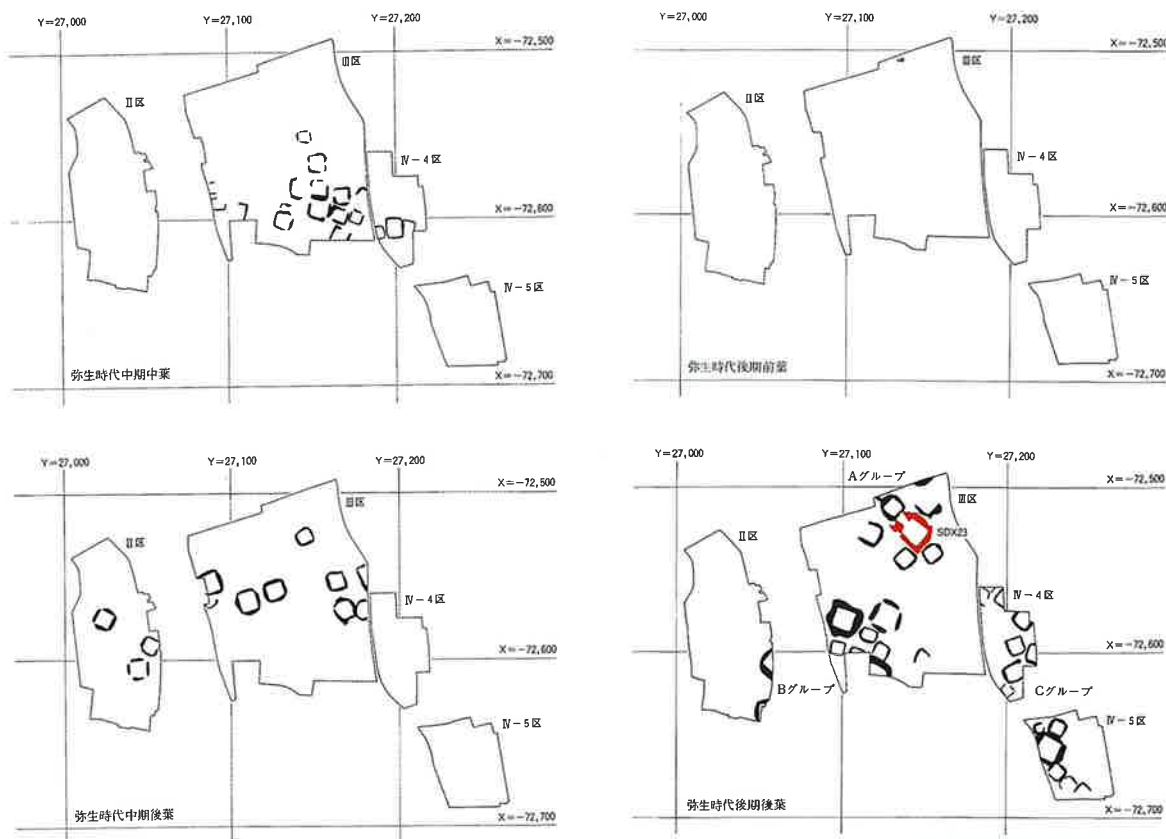 Y=27,000
Y=27,100
Y=27,200
X=-72,500
Ⅲ区
Ⅱ区
Ⅳ-4区
X=-72,600
Ⅳ-5区
弥生時代中期中葉
X=-72,700
Y=27,000
Y=27,100
Y=27,200
X=-72,500
Ⅲ区
Ⅱ区
Ⅳ-4区
X=-72,600
Ⅳ-5区
弥生時代後期前葉
X=-72,700
Y=27,000
Y=27,100
Y=27,200
X=-72,500
Ⅲ区
Ⅱ区
Ⅳ-4区
X=-72,600
Ⅳ-5区
弥生時代中期後葉
X=-72,700
Y=27,000
Y=27,100
Y=27,200
Aグループ
X=-72,500
Ⅲ区
SDX23
Ⅱ区
Ⅳ-4区
X=-72,600
Bグループ
Cグループ
Ⅳ-5区
弥生時代後期後葉
X=-72,700